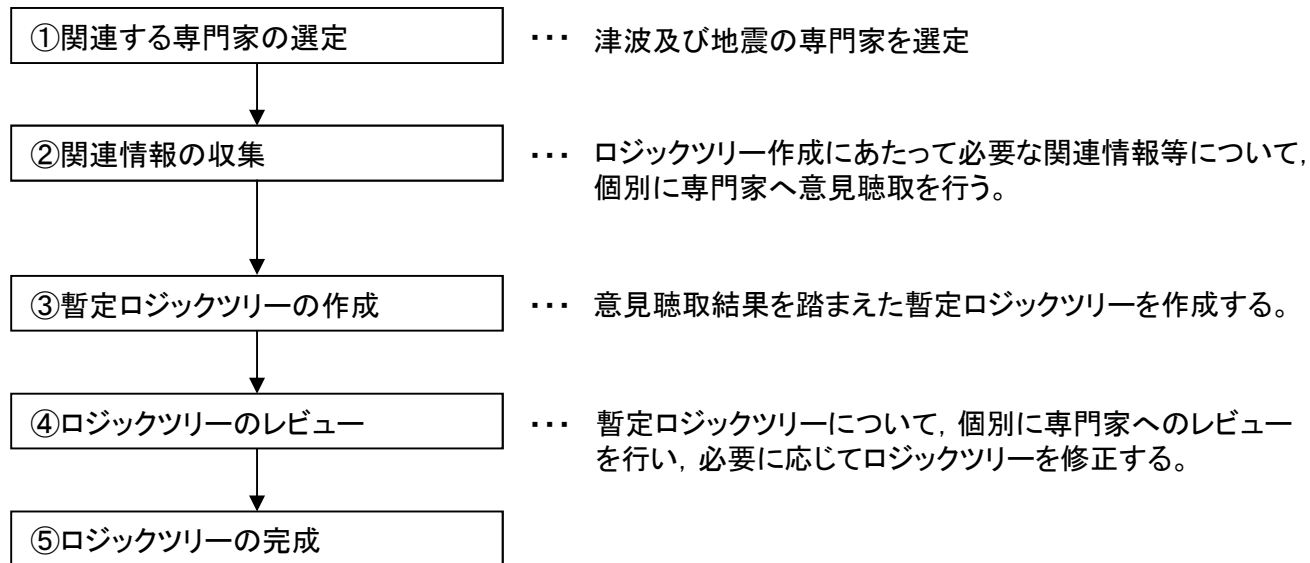 ①関連する専門家の選定 ・・・ 津波及び地震の専門家を選定
②関連情報の収集 ・・・ ロジックツリー作成にあたって必要な関連情報等について,
個別に専門家へ意見聴取を行う。
③暫定ロジックツリーの作成 ・・・ 意見聴取結果を踏まえた暫定ロジックツリーを作成する。
④ロジックツリーのレビュー ・・・ 暫定ロジックツリーについて, 個別に専門家へのレビュー
を行い, 必要に応じてロジックツリーを修正する。
⑤ロジックツリーの完成